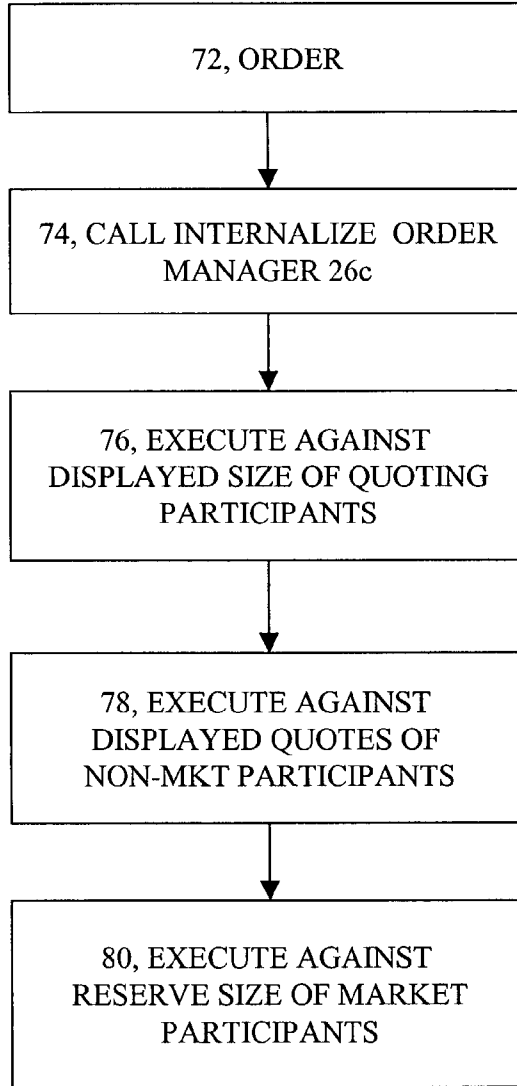 72, ORDER
74, CALL INTERNALIZE ORDER
MANAGER 26c
76, EXECUTE AGAINST
DISPLAYED SIZE OF QUOTING
PARTICIPANTS
78, EXECUTE AGAINST
DISPLAYED QUOTES OF
NON-MKT PARTICIPANTS
80, EXECUTE AGAINST
RESERVE SIZE OF MARKET
PARTICIPANTS